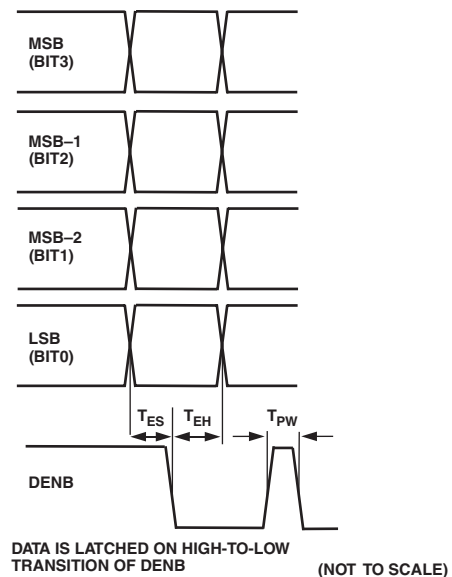 MSB
(BIT3)
MSB–1
(BIT2)
MSB–2
(BIT1)
LSB
(BIT0)
TES TEH TPW
DENB
DATA IS LATCHED ON HIGH-TO-LOW
TRANSITION OF DENB
(NOT TO SCALE)